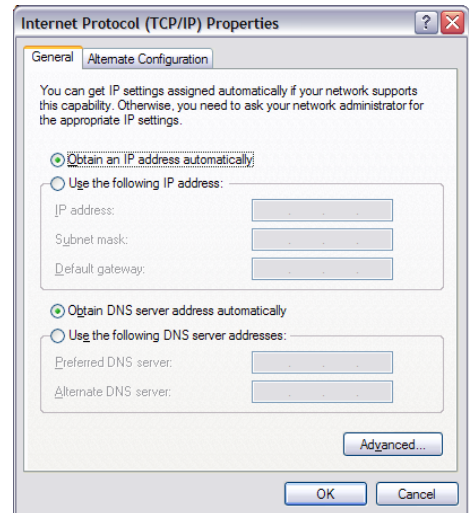 Internet Protocol (TCP/IP) Properties
General Alternate Configuration
You can get IP settings assigned automatically if your network supports
this capability. Otherwise, you need to ask your network administrator for
the appropriate IP settings.
Obtain an IP address automatically
Use the following IP address:
IP address:
Subnet mask:
Default gateway:
Obtain DNS server address automatically
Use the following DNS server addresses:
Preferred DNS server:
Alternate DNS server:
Advanced...
OK Cancel